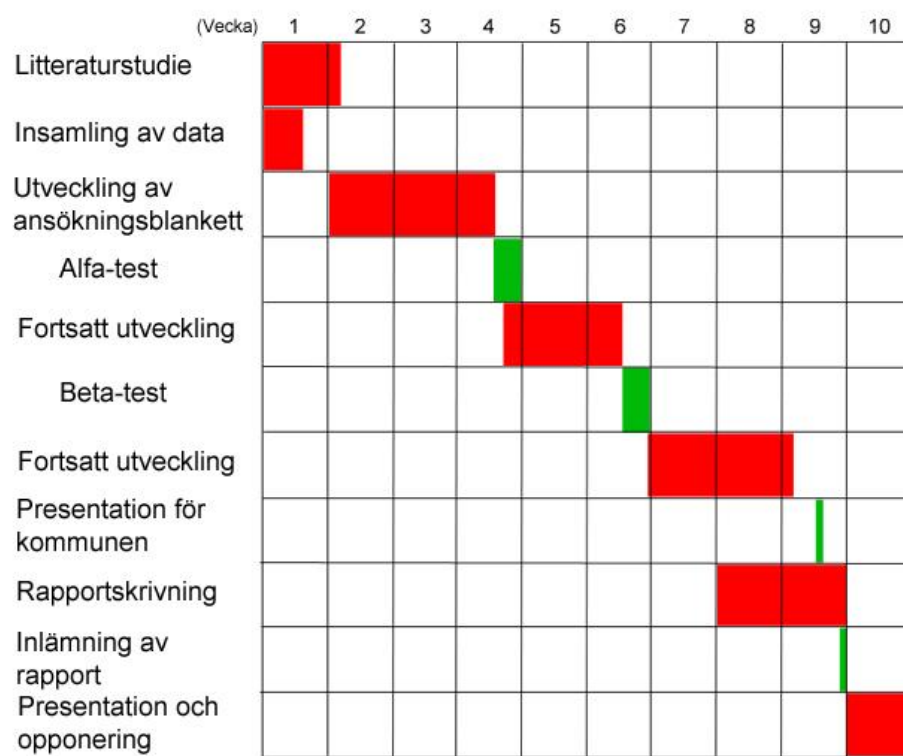 (Vecka) 1 2 3 4 5 6 7 8 9 10
Litteraturstudie
Insamling av data
Utveckling av
ansökningsblankett
Alfa-test
Fortsatt utveckling
Beta-test
Fortsatt utveckling
Presentation för
kommunen
Rapportskrivning
Inlämning av
rapport
Presentation och
opponering